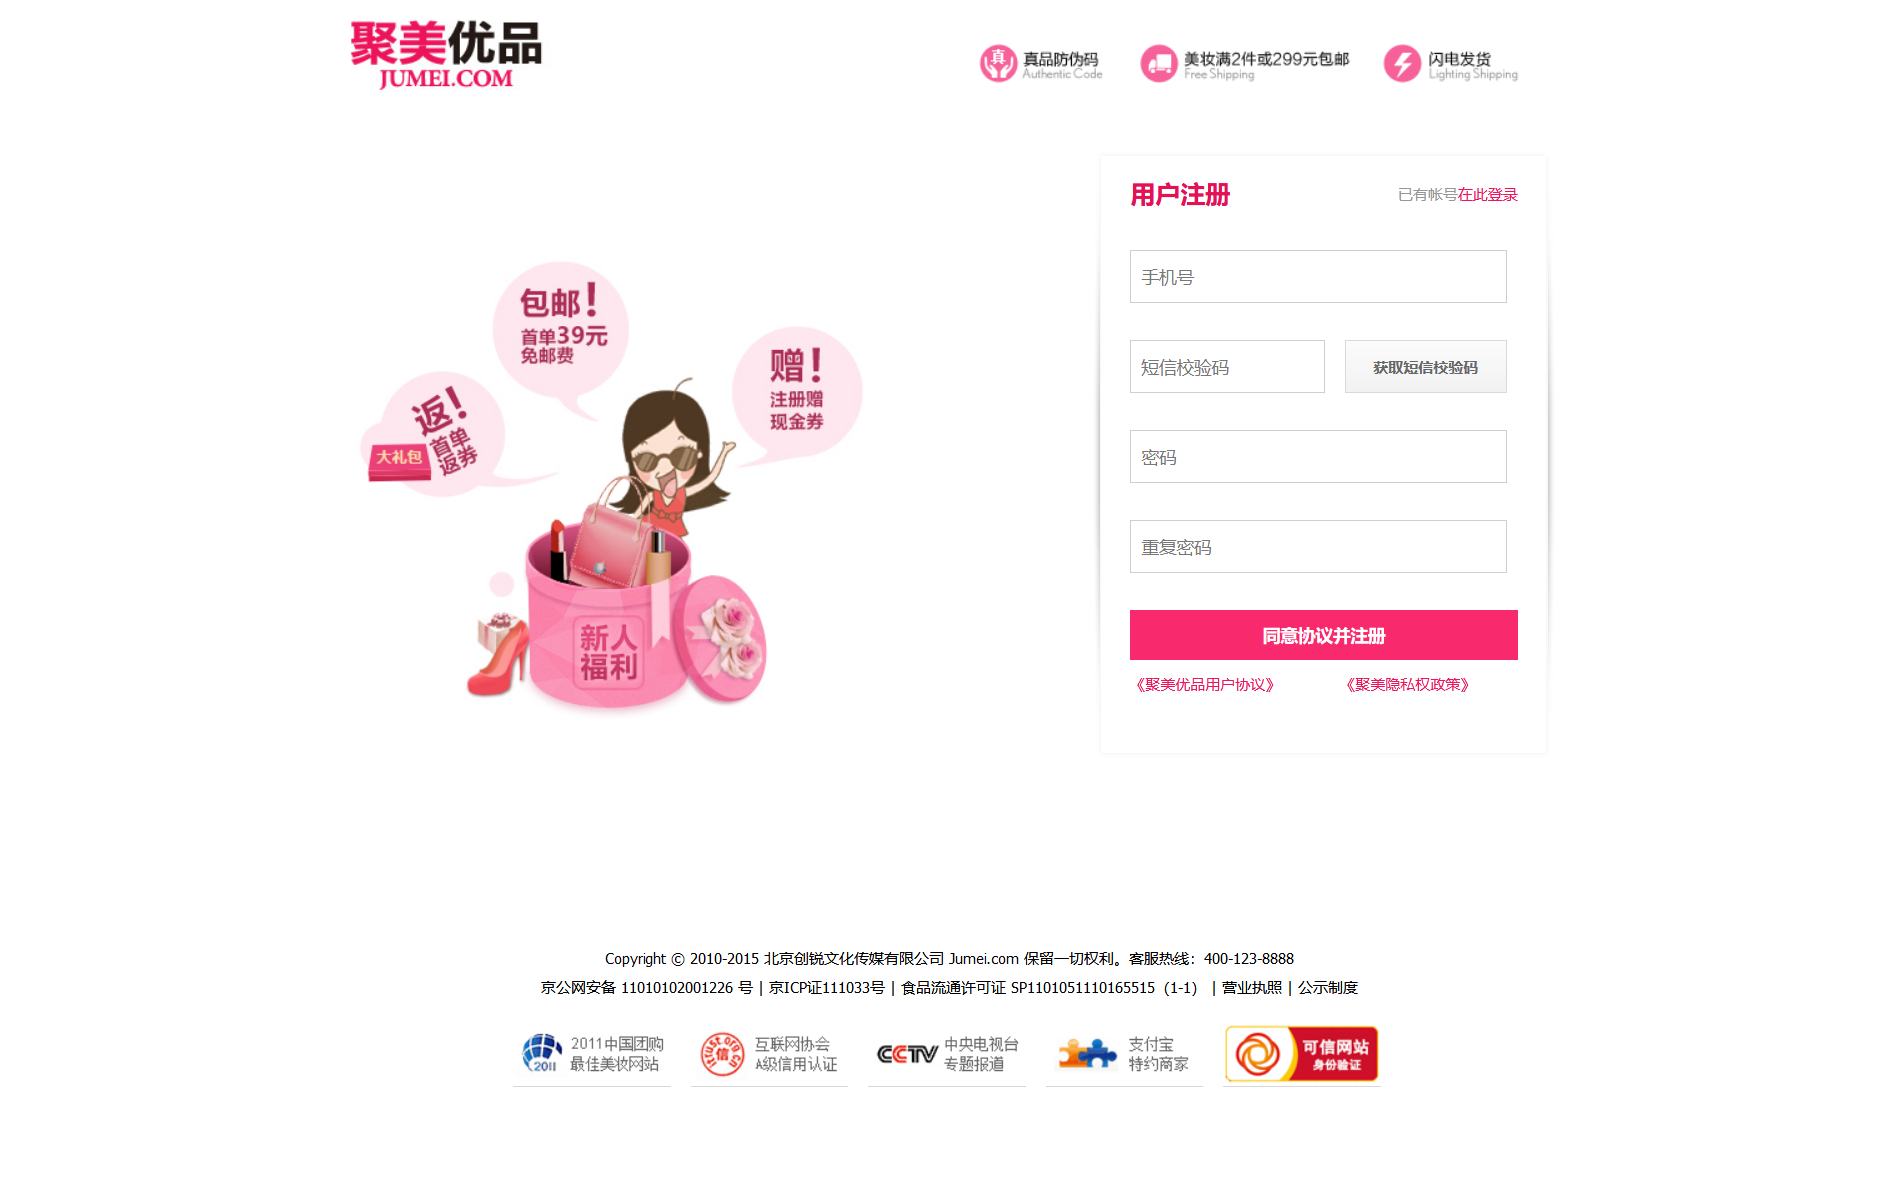 聚美优品
JUMEI.COM
真品防伪码
Authentic Code
美妆满2件或299元包邮
Free Shipping
闪电发货
Lighting Shipping
用户注册
已有帐号在此登录
手机号
短信校验码
获取短信校验码
密码
重复密码
同意协议并注册
《聚美优品用户协议》
《聚美隐私权政策》
包邮!
首单39元
免邮费
赠!
注册赠
现金券
返!
首单
返券
大礼包
新人
福利
Copyright © 2010-2015 北京创锐文化传媒有限公司 Jumei.com 保留一切权利。客服热线：400-123-8888
京公网安备 11010102001226 号 | 京ICP证111033号 | 食品流通许可证 SP1101051110165515（1-1） | 营业执照 | 公示制度
2011
2011中国团购
最佳美妆网站
itrust.org.cn
信
互联网协会
A级信用认证
CCTV
中央电视台
专题报道
支付宝
特约商家
可信网站
身份验证